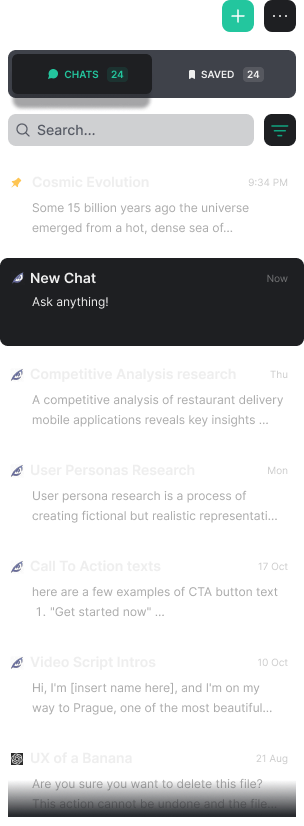 CHATS 24 SAVED 24
Search...
Cosmic Evolution 9:34 PM
Some 15 billion years ago the universe
emerged from a hot, dense sea of...
New Chat Now
Ask anything!
Competitive Analysis research Thu
A competitive analysis of restaurant delivery
mobile applications reveals key insights ...
User Personas Research Mon
User persona research is a process of
creating fictional but realistic representati...
Call To Action texts 17 Oct
here are a few examples of CTA button text
1. "Get started now" ...
Video Script Intros 10 Oct
Hi, I'm [insert name here], and I'm on my
way to Prague, one of the most beautiful...
UX of a Banana 21 Aug
Are you sure you want to delete this file?
This action cannot be undone and the file...